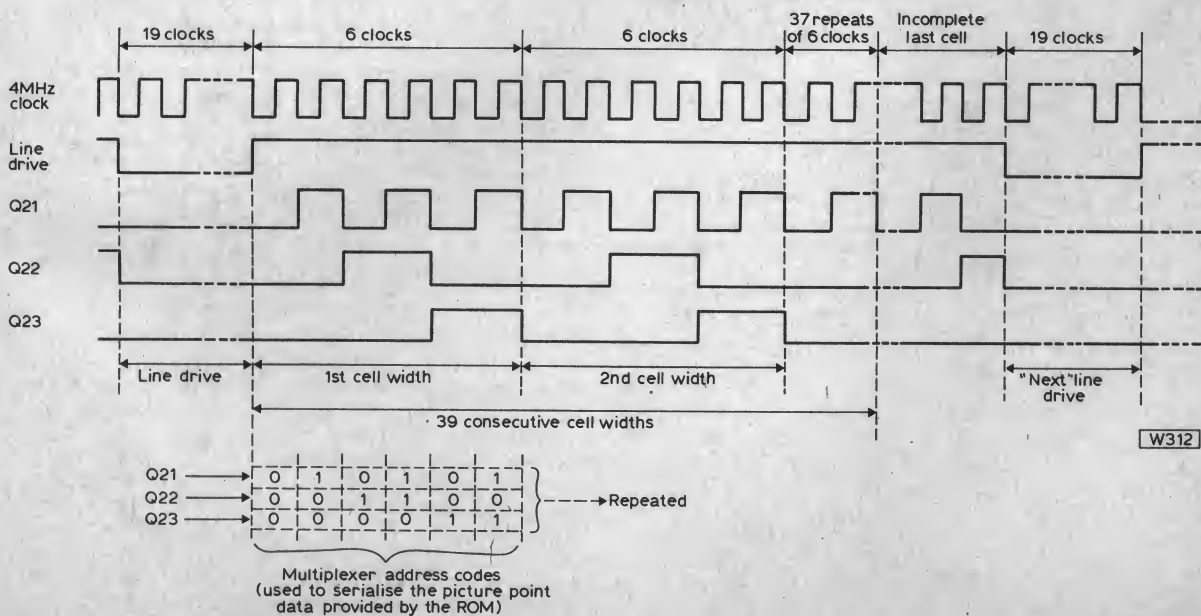 37 repeats
of 6 clocks
Incomplete
last cell
19 clocks
6 clocks
6 clocks
19 clocks
4MHz
clock
Line
drive
Q21
Q22
Q23
Line drive
1st cell width
2nd cell width
"Next" line
drive
39 consecutive cell widths
W312
Q21 0 1 0 1 0 1
Q22 0 0 1 1 0 0
Q23 0 0 0 0 1 1
Repeated
Multiplexer address codes
(used to serialise the picture point
data provided by the ROM)